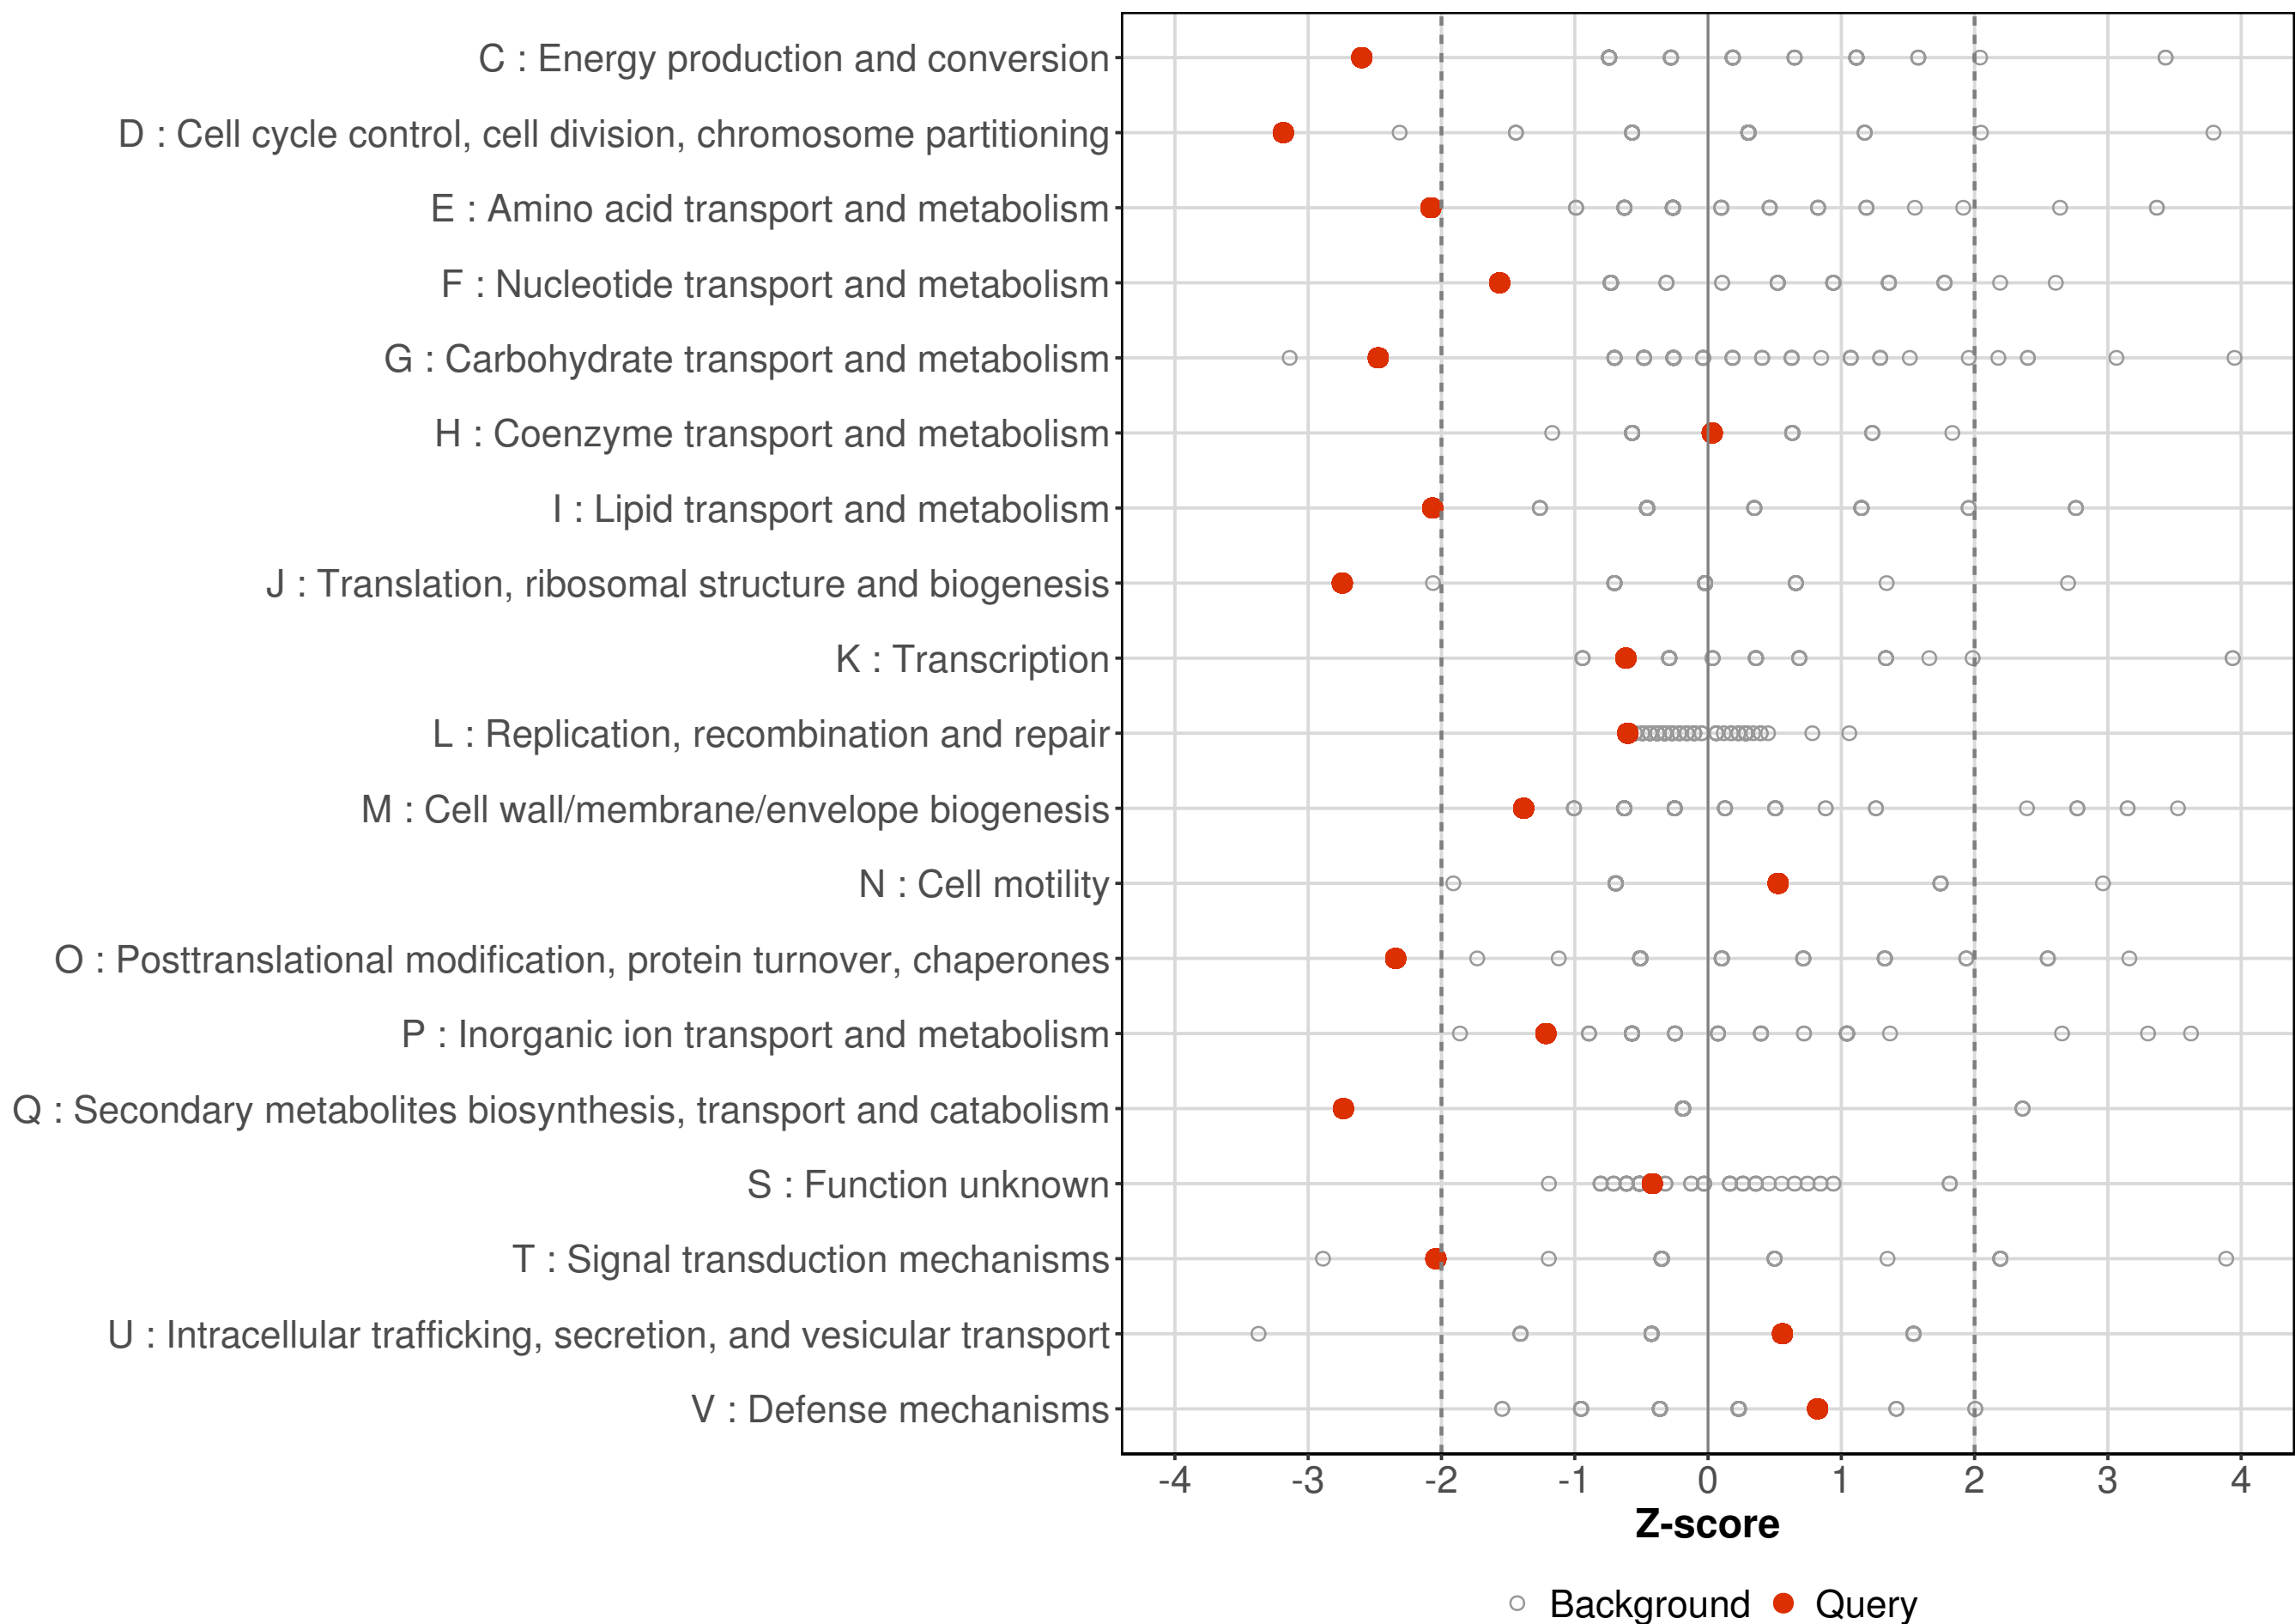 C : Energy production and conversion
D : Cell cycle control, cell division, chromosome partitioning
E : Amino acid transport and metabolism
F : Nucleotide transport and metabolism
G : Carbohydrate transport and metabolism
H : Coenzyme transport and metabolism
I : Lipid transport and metabolism
J : Translation, ribosomal structure and biogenesis
K : Transcription
L : Replication, recombination and repair
M : Cell wall/membrane/envelope biogenesis
N : Cell motility
O : Posttranslational modification, protein turnover, chaperones
P : Inorganic ion transport and metabolism
Q : Secondary metabolites biosynthesis, transport and catabolism
S : Function unknown
T : Signal transduction mechanisms
U : Intracellular trafficking, secretion, and vesicular transport
V : Defense mechanisms
-4 -3 -2 -1 0 1 2 3 4
Z-score
Background Query